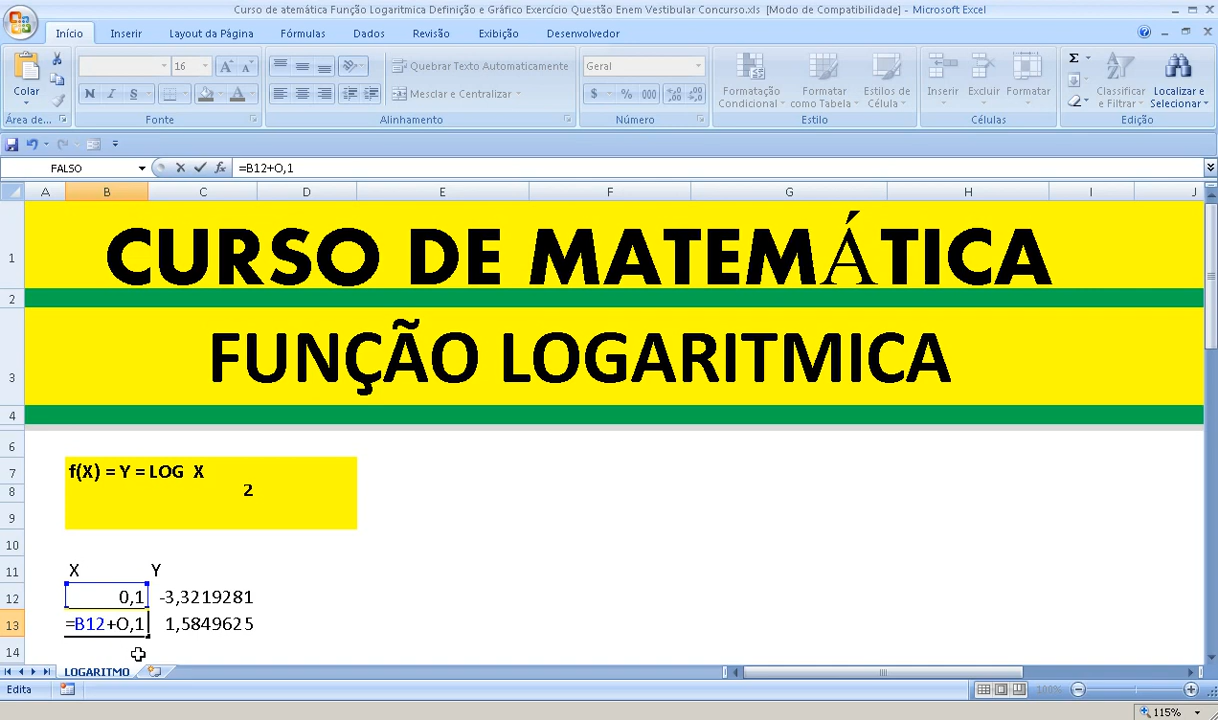 Curso de atemática Função Logaritmica Definição e Gráfico Exercício Questão Enem Vestibular Concurso.xls [Modo de Compatibilidade] - Microsoft Excel
Início Inserir Layout da Página Fórmulas Dados Revisão Exibição Desenvolvedor
Colar
16 A A
Quebrar Texto Automaticamente
Geral
N I S
Mesclar e Centralizar
$ % 000
Formatação Condicional
Formatar como Tabela
Estilos de Célula
Inserir Excluir Formatar
Σ
Classificar e Filtrar
Localizar e Selecionar
Área de...
Fonte
Alinhamento
Número
Estilo
Células
Edição
FALSO fx =B12+O,1
A B C D E F G H I J
1 CURSO DE MATEMÁTICA
2
3 FUNÇÃO LOGARITMICA
4
6
7 f(X) = Y = LOG X
8 2
9
10
11 X Y
12 0,1 -3,3219281
13 =B12+O,1 1,5849625
14
LOGARITMO
Edita 100%
115%